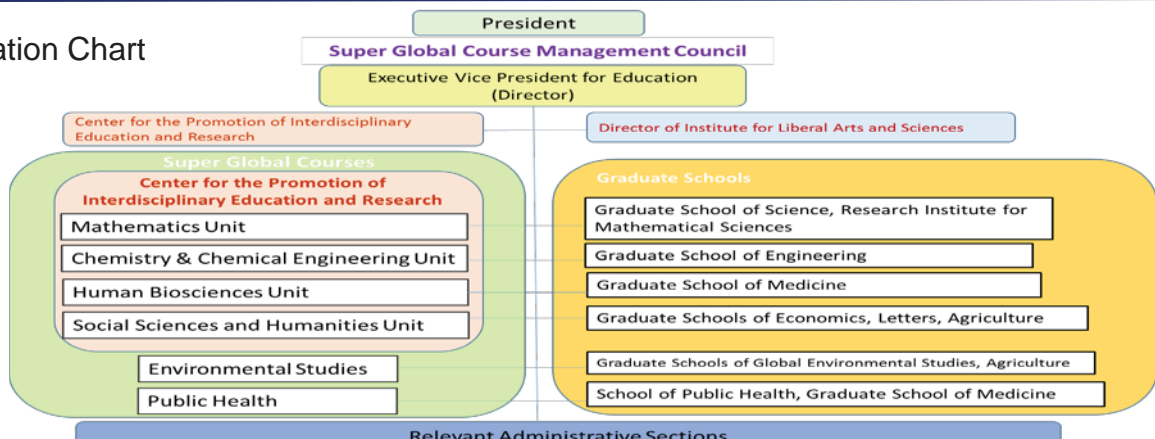 President
ation Chart
Super Global Course Management Council
Executive Vice President for Education
(Director)
Center for the Promotion of Interdisciplinary
Education and Research
Director of Institute for Liberal Arts and Sciences
Super Global Courses
Center for the Promotion of
Interdisciplinary Education and Research
Mathematics Unit
Chemistry & Chemical Engineering Unit
Human Biosciences Unit
Social Sciences and Humanities Unit
Environmental Studies
Public Health
Graduate Schools
Graduate School of Science, Research Institute for
Mathematical Sciences
Graduate School of Engineering
Graduate School of Medicine
Graduate Schools of Economics, Letters, Agriculture
Graduate Schools of Global Environmental Studies, Agriculture
School of Public Health, Graduate School of Medicine
Relevant Administrative Sections